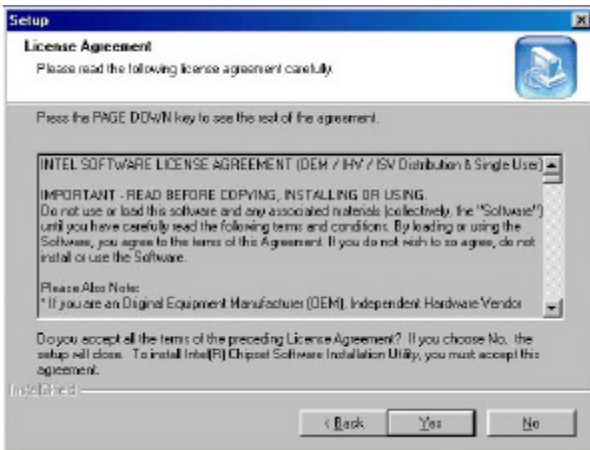 Setup
License Agreement
Please read the following license agreement carefully.
Press the PAGE DOWN key to see the rest of the agreement.
INTEL SOFTWARE LICENSE AGREEMENT (OEM / IHV / ISV Distribution & Single User)
IMPORTANT - READ BEFORE COPYING, INSTALLING OR USING.
Do not use or load this software and any associated materials (collectively, the "Software")
until you have carefully read the following terms and conditions. By loading or using the
Software, you agree to the terms of this Agreement. If you do not wish to so agree, do not
install or use the Software.
Please Also Note:
* If you are an Original Equipment Manufacturer (OEM), Independent Hardware Vendor
Do you accept all the terms of the preceding License Agreement? If you choose No, the
setup will close. To install Intel(R) Chipset Software Installation Utility, you must accept this
agreement.
InstallShield
< Back
Yes
No